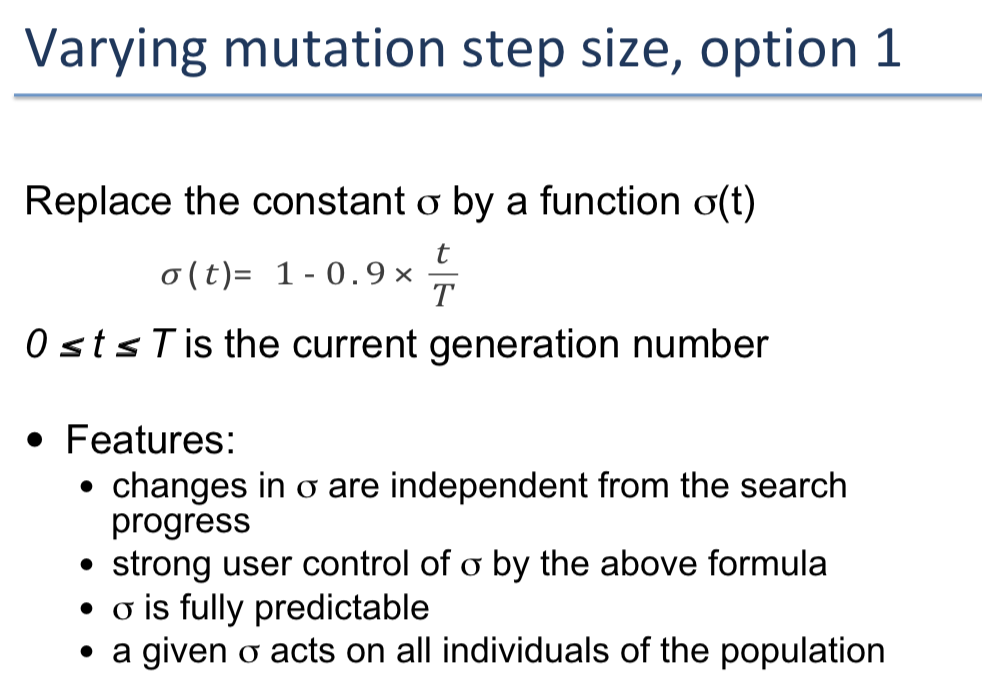 Varying mutation step size, option 1
Replace the constant σ by a function σ(t)
σ(t)= 1 - 0.9 × t/T
0 ≤ t ≤ T is the current generation number
• Features:
• changes in σ are independent from the search
progress
• strong user control of σ by the above formula
• σ is fully predictable
• a given σ acts on all individuals of the population